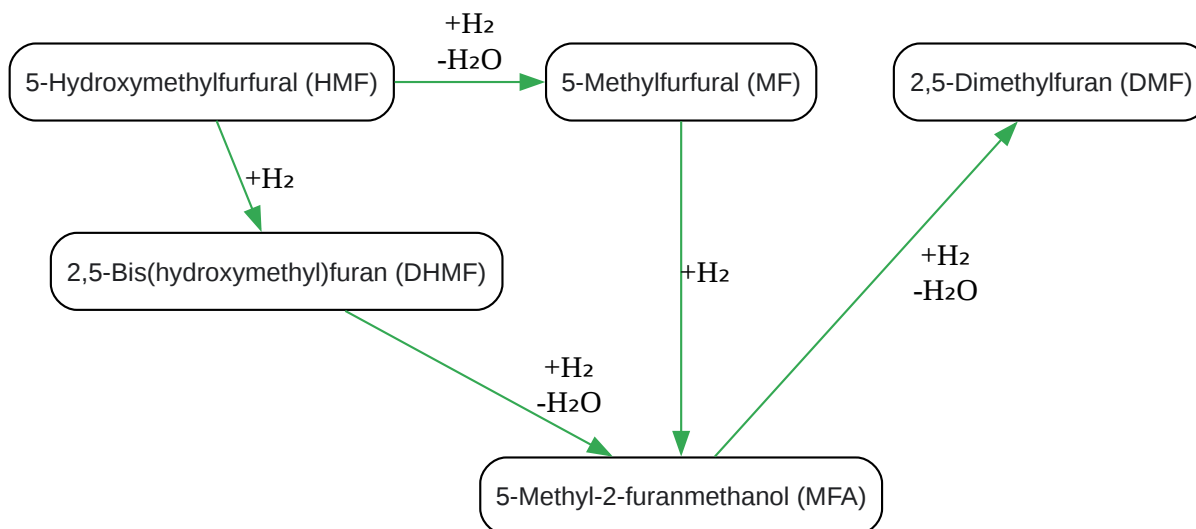 +H₂
-H₂O
5-Hydroxymethylfurfural (HMF)
5-Methylfurfural (MF)
2,5-Dimethylfuran (DMF)
+H₂
2,5-Bis(hydroxymethyl)furan (DHMF)
+H₂
+H₂
-H₂O
+H₂
-H₂O
5-Methyl-2-furanmethanol (MFA)